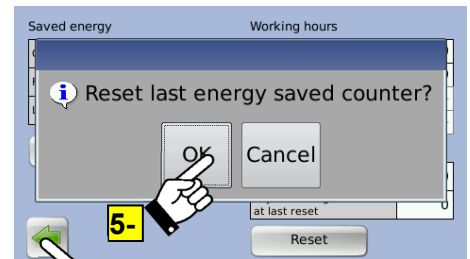 Saved energy
Working hours
Reset last energy saved counter?
OK
Cancel
5-
at last reset
0
Reset